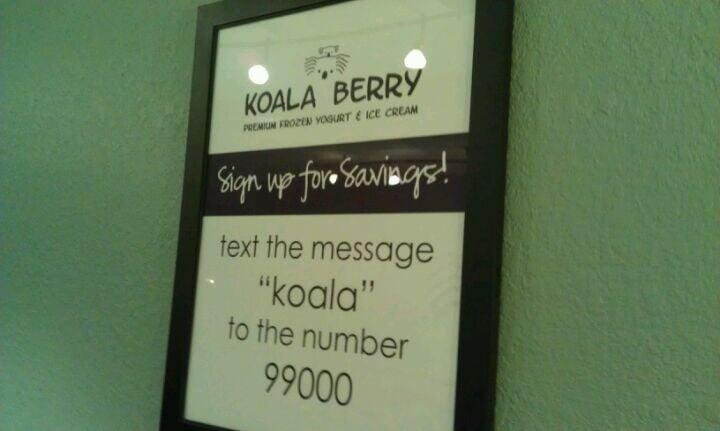 KOALA BERRY
PREMIUM FROZEN YOGURT & ICE CREAM
Sign up for Savings!
text the message
“koala”
to the number
99000